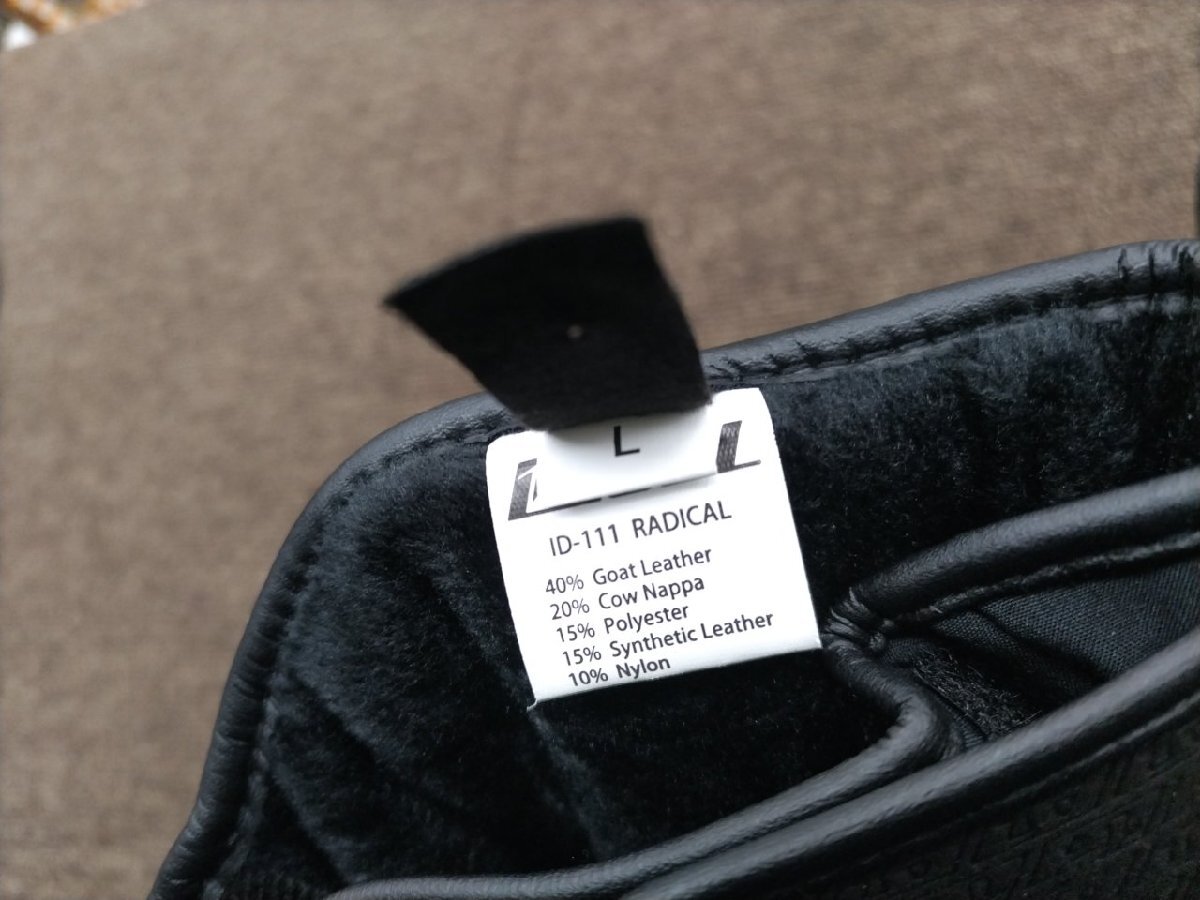 L
ID-111 RADICAL
40% Goat Leather
20% Cow Nappa
15% Polyester
15% Synthetic Leather
10% Nylon